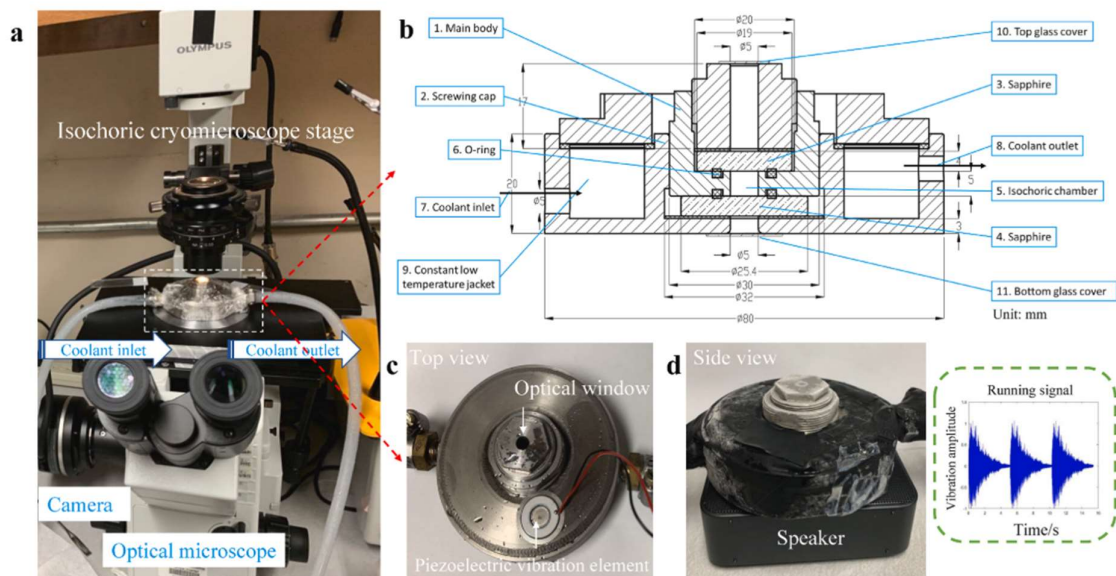 a
OLYMPUS
Isochoric cryomicroscope stage
Coolant inlet
Coolant outlet
Camera
Optical microscope
b
1. Main body
2. Screwing cap
6. O-ring
7. Coolant inlet
9. Constant low
temperature jacket
10. Top glass cover
3. Sapphire
8. Coolant outlet
5. Isochoric chamber
4. Sapphire
11. Bottom glass cover
Unit: mm
Ø20
Ø19
Ø5
17
20
Ø5
4
5
3
Ø5
Ø25.4
Ø30
Ø32
Ø80
c
Top view
Optical window
Piezoelectric vibration element
d
Side view
Speaker
Running signal
Vibration amplitude
Time/s